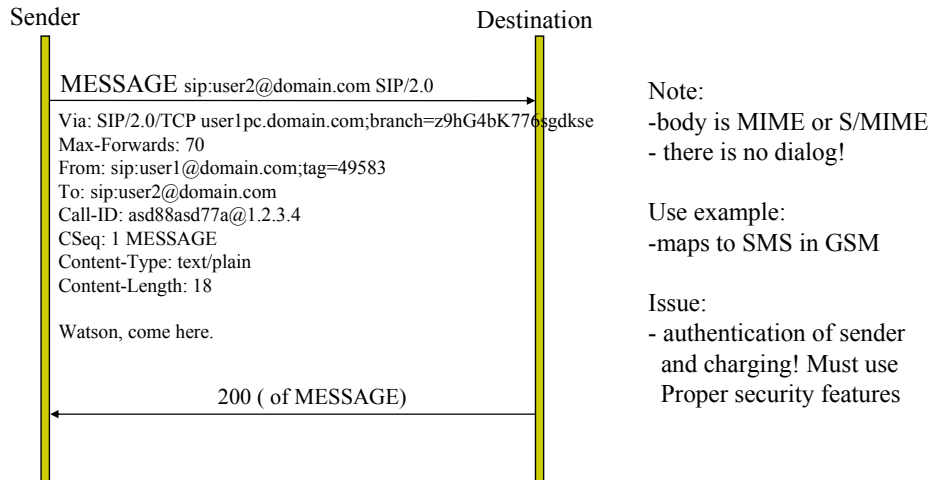 Sender
Destination
MESSAGE sip:user2@domain.com SIP/2.0
Via: SIP/2.0/TCP user1pc.domain.com;branch=z9hG4bK776sgdkse
Max-Forwards: 70
From: sip:user1@domain.com;tag=49583
To: sip:user2@domain.com
Call-ID: asd88asd77a@1.2.3.4
CSeq: 1 MESSAGE
Content-Type: text/plain
Content-Length: 18
Watson, come here.
200 ( of MESSAGE)
Note:
-body is MIME or S/MIME
- there is no dialog!
Use example:
-maps to SMS in GSM
Issue:
- authentication of sender
and charging! Must use
Proper security features